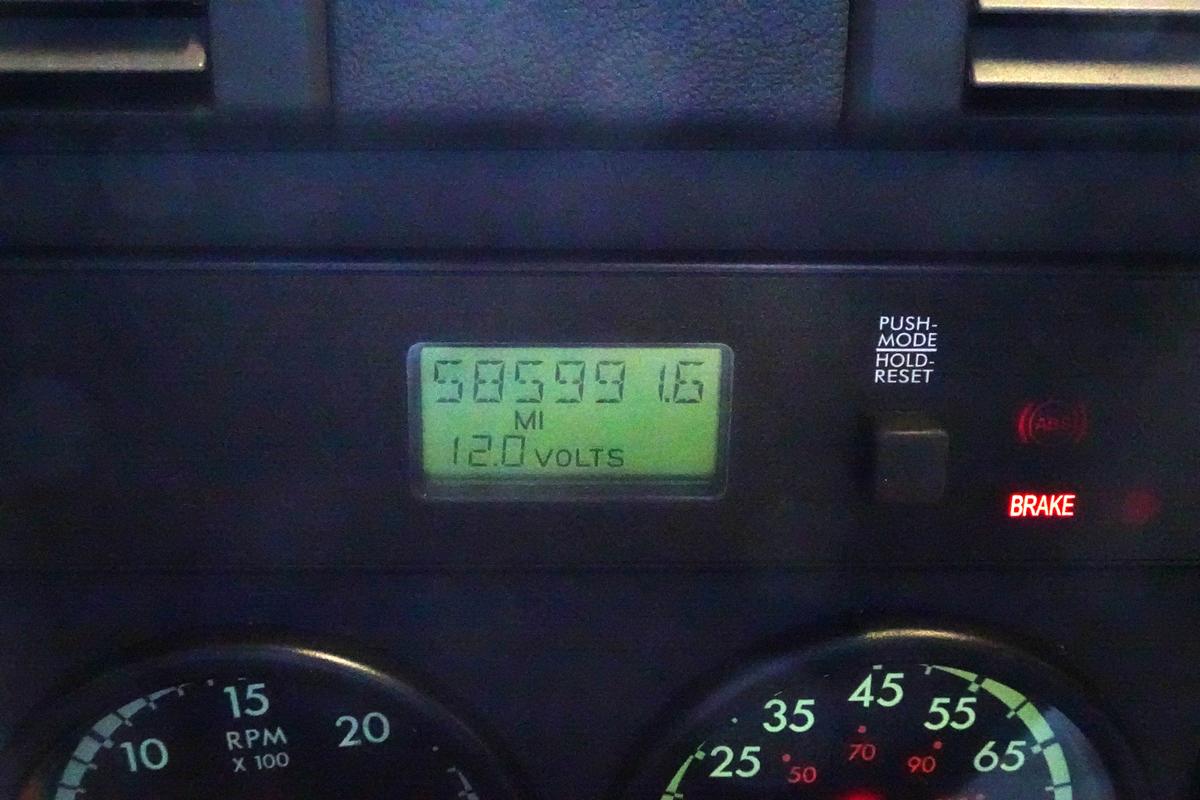 585991.6
MI
12.0 VOLTS
PUSH-
MODE
HOLD-
RESET
ABS
BRAKE
10
15
20
RPM
X 100
25
35
45
55
65
50
70
90